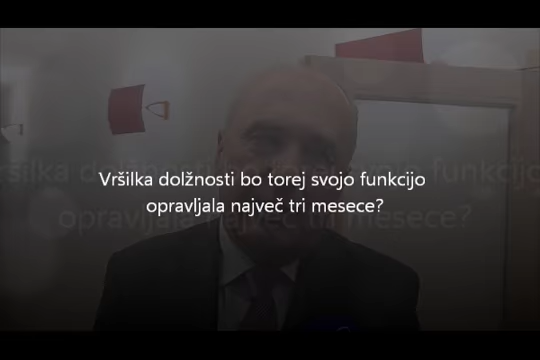 Vršilka dolžnosti bo torej svojo funkcijo
opravljala največ tri mesece?